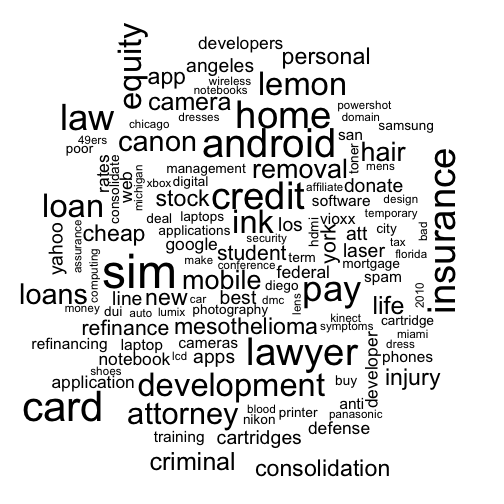 developers
equity
angeles
personal
app
wireless
notebooks
lemon
camera
dresses
home
powershot
domain
law
chicago
samsung
49ers
poor
canon
android
san
hair
toner
mens
rates
consolidate
web
michigan
management
removal
xbox
digital
stock
credit
affiliate
donate
software
design
insurance
loan
deal
laptops
ink
los
vioxx
temporary
yahoo
assurance
cheap
applications
google
security
student
hdmi
york
att
city
bad
tax
laser
florida
computing
sim
make
conference
term
federal
mortgage
spam
mobile
diego
pay
loans
money
line
new
car
best
dmc
lens
life
2010
dui
auto
lumix
photography
kinect
cartridge
refinance
mesothelioma
symptoms
miami
refinancing
laptop
cameras
lawyer
developer
dress
phones
notebook
lcd
apps
shoes
application
development
buy
injury
card
attorney
blood
nikon
printer
anti
panasonic
defense
training
cartridges
criminal
consolidation